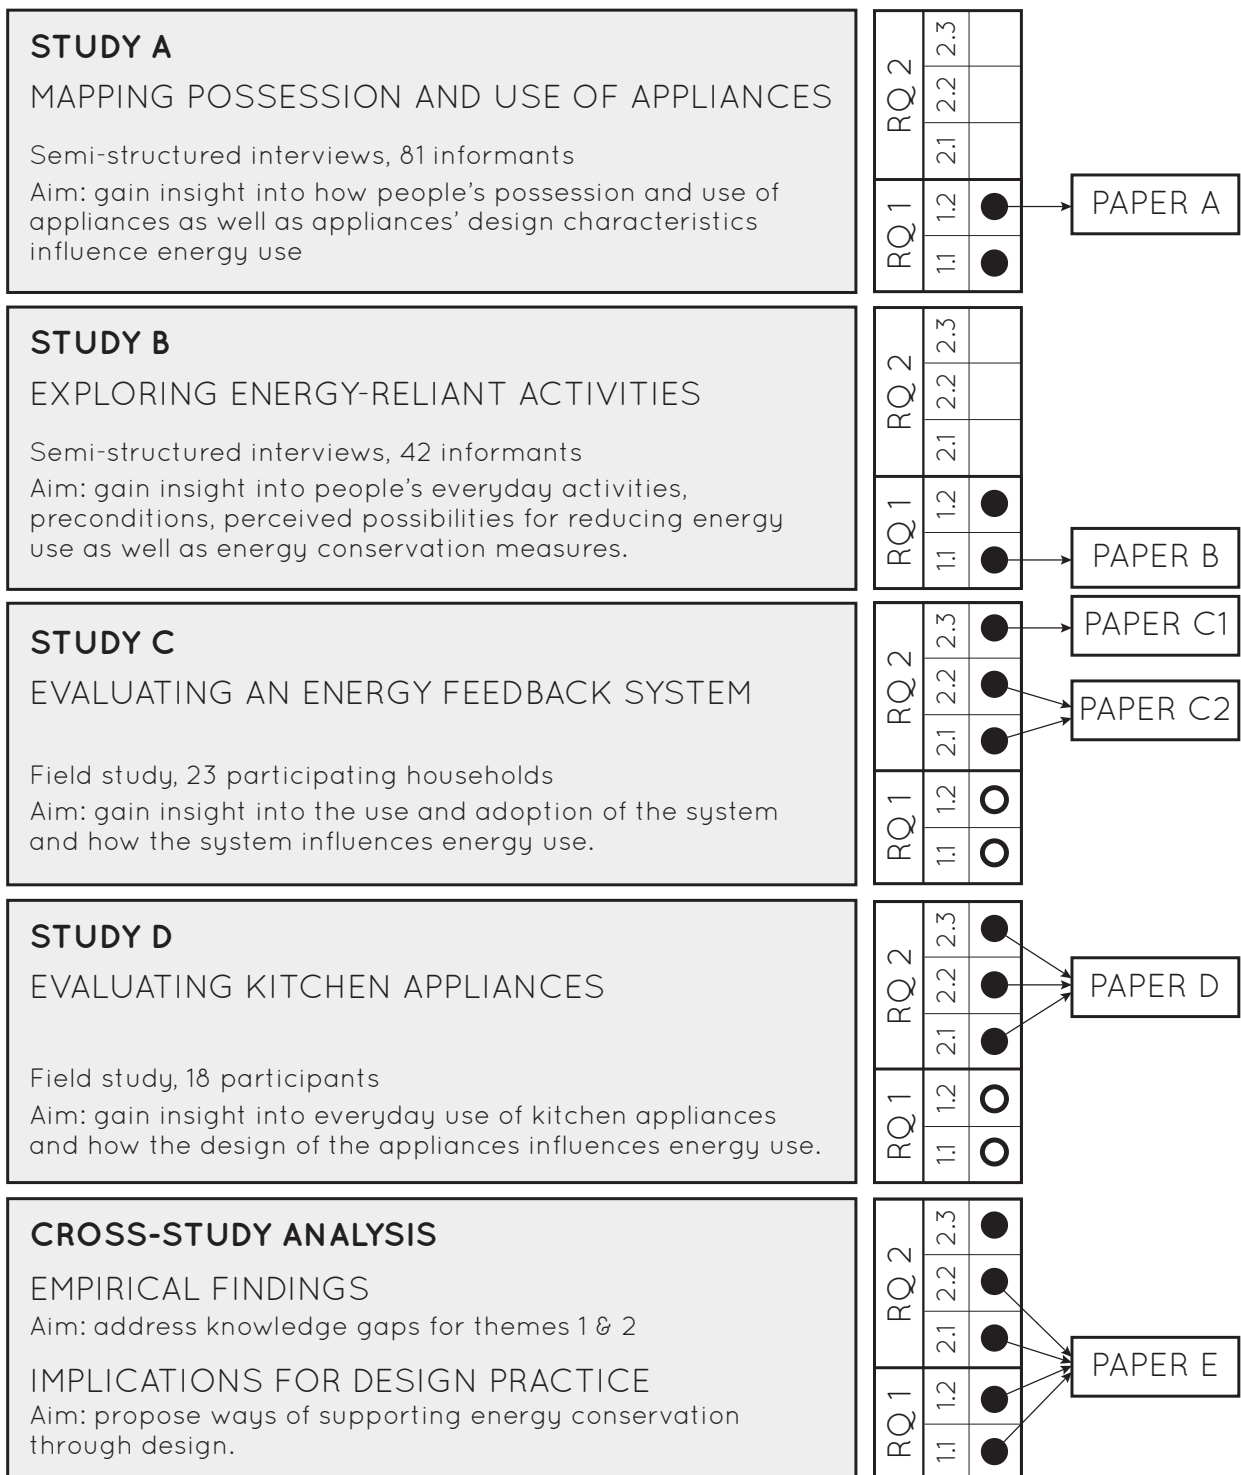 STUDY A
MAPPING POSSESSION AND USE OF APPLIANCES
Semi-structured interviews, 81 informants
Aim: gain insight into how people's possession and use of
appliances as well as appliances' design characteristics
influence energy use
RQ 2
2.3
2.2
2.1
RQ 1
1.2
1.1
PAPER A
STUDY B
EXPLORING ENERGY-RELIANT ACTIVITIES
Semi-structured interviews, 42 informants
Aim: gain insight into people's everyday activities,
preconditions, perceived possibilities for reducing energy
use as well as energy conservation measures.
RQ 2
2.3
2.2
2.1
RQ 1
1.2
1.1
PAPER B
STUDY C
EVALUATING AN ENERGY FEEDBACK SYSTEM
Field study, 23 participating households
Aim: gain insight into the use and adoption of the system
and how the system influences energy use.
RQ 2
2.3
2.2
2.1
RQ 1
1.2
1.1
PAPER C1
PAPER C2
STUDY D
EVALUATING KITCHEN APPLIANCES
Field study, 18 participants
Aim: gain insight into everyday use of kitchen appliances
and how the design of the appliances influences energy use.
RQ 2
2.3
2.2
2.1
RQ 1
1.2
1.1
PAPER D
CROSS-STUDY ANALYSIS
EMPIRICAL FINDINGS
Aim: address knowledge gaps for themes 1 & 2
IMPLICATIONS FOR DESIGN PRACTICE
Aim: propose ways of supporting energy conservation
through design.
RQ 2
2.3
2.2
2.1
RQ 1
1.2
1.1
PAPER E